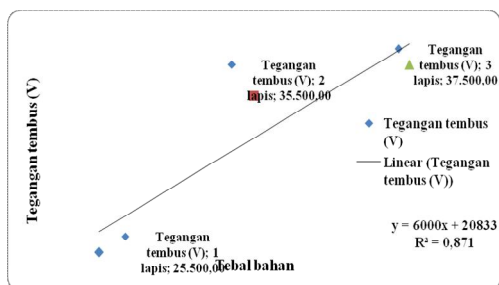 Tegangan tembus (V)
Tegangan
tembus (V); 2
lapis; 35.500,00
Tegangan
tembus (V); 3
lapis; 37.500,00
Tegangan tembus
(V)
Linear (Tegangan
tembus (V))
y = 6000x + 20833
R² = 0,871
Tegangan
tembus (V); 1
lapis; 25.500,00
Tebal bahan